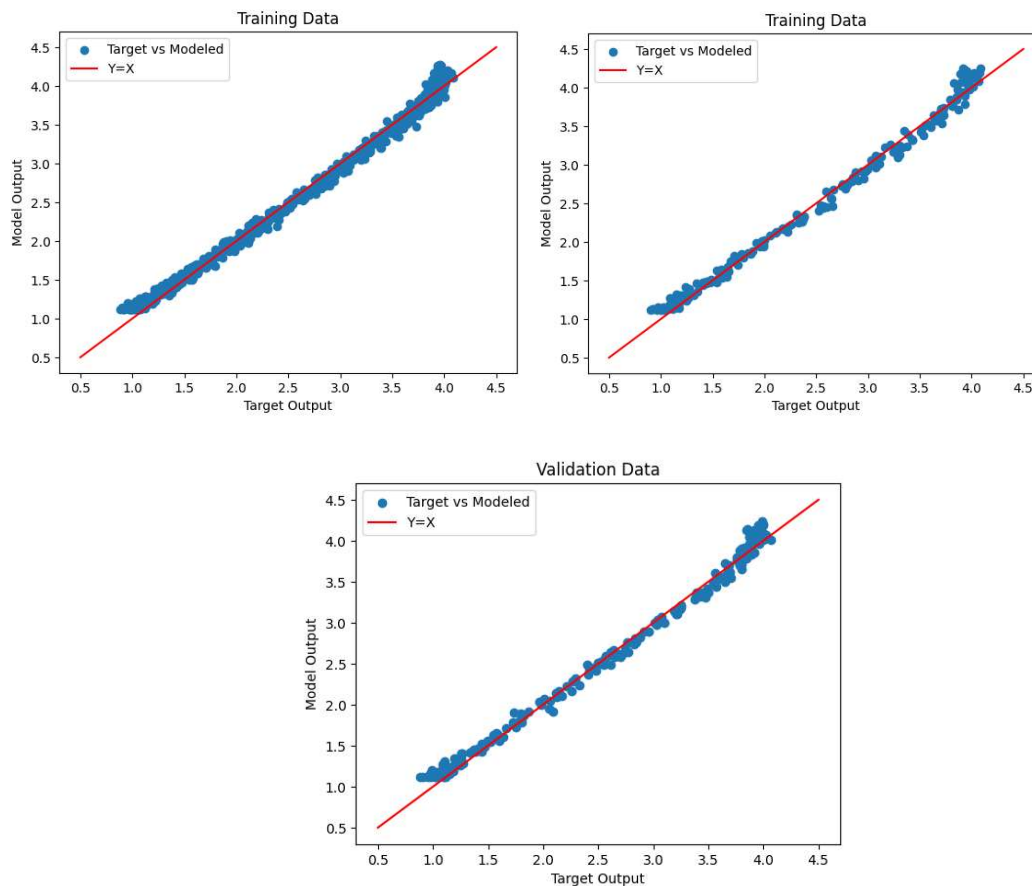 Training Data
Target vs Modeled
Y=X
4.5
4.0
3.5
3.0
2.5
2.0
1.5
1.0
0.5
Model Output
0.5 1.0 1.5 2.0 2.5 3.0 3.5 4.0 4.5
Target Output
Training Data
Target vs Modeled
Y=X
4.5
4.0
3.5
3.0
2.5
2.0
1.5
1.0
0.5
Model Output
0.5 1.0 1.5 2.0 2.5 3.0 3.5 4.0 4.5
Target Output
Validation Data
Target vs Modeled
Y=X
4.5
4.0
3.5
3.0
2.5
2.0
1.5
1.0
0.5
Model Output
0.5 1.0 1.5 2.0 2.5 3.0 3.5 4.0 4.5
Target Output